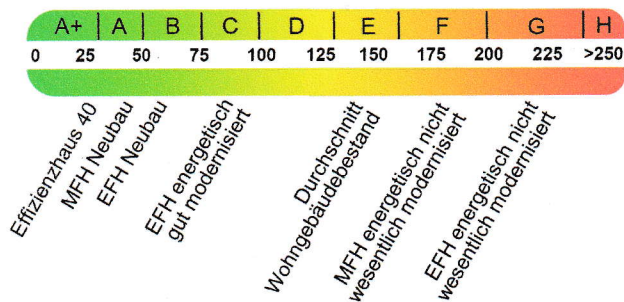 A+ A B C D E F G H
0 25 50 75 100 125 150 175 200 225 >250
Effizienzhaus 40
MFH Neubau
EFH Neubau
EFH energetisch
gut modernisiert
Durchschnitt
Wohngebäudebestand
MFH energetisch nicht
wesentlich modernisiert
EFH energetisch nicht
wesentlich modernisiert